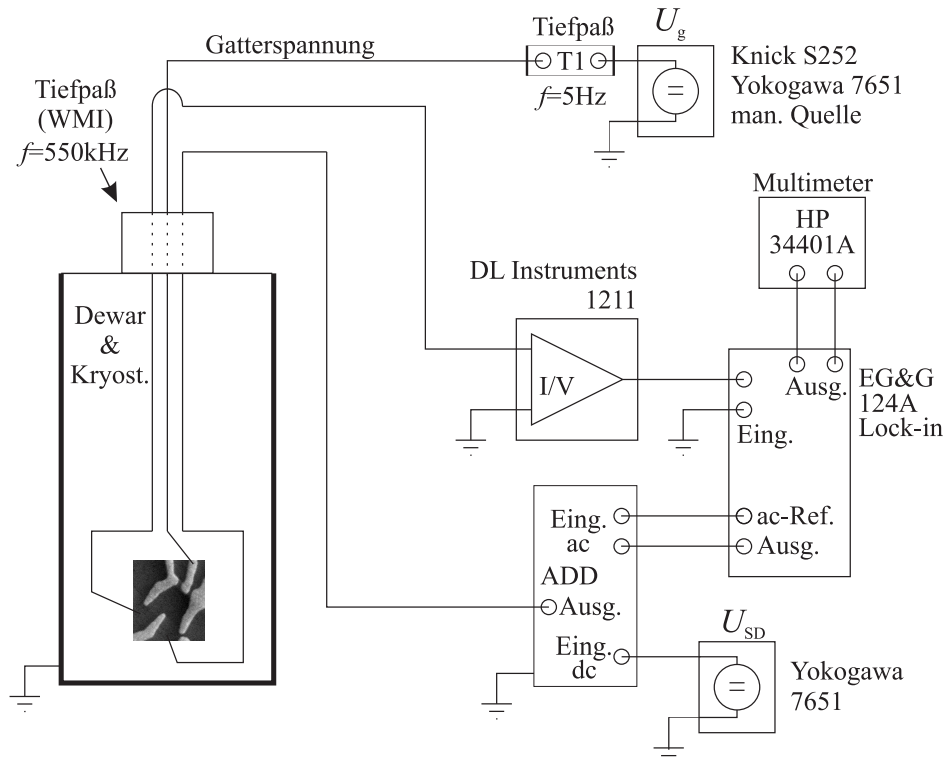 Tiefpaß
U_g
Gatterspannung
T1
f=5Hz
Knick S252
Yokogawa 7651
man. Quelle
=
Tiefpaß
(WMI)
f=550kHz
Multimeter
HP
34401A
DL Instruments
1211
Dewar
&
Kryost.
I/V
Ausg.
EG&G
124A
Lock-in
Eing.
Eing.
ac
ac-Ref.
Ausg.
ADD
Ausg.
Eing.
dc
U_SD
=
Yokogawa
7651